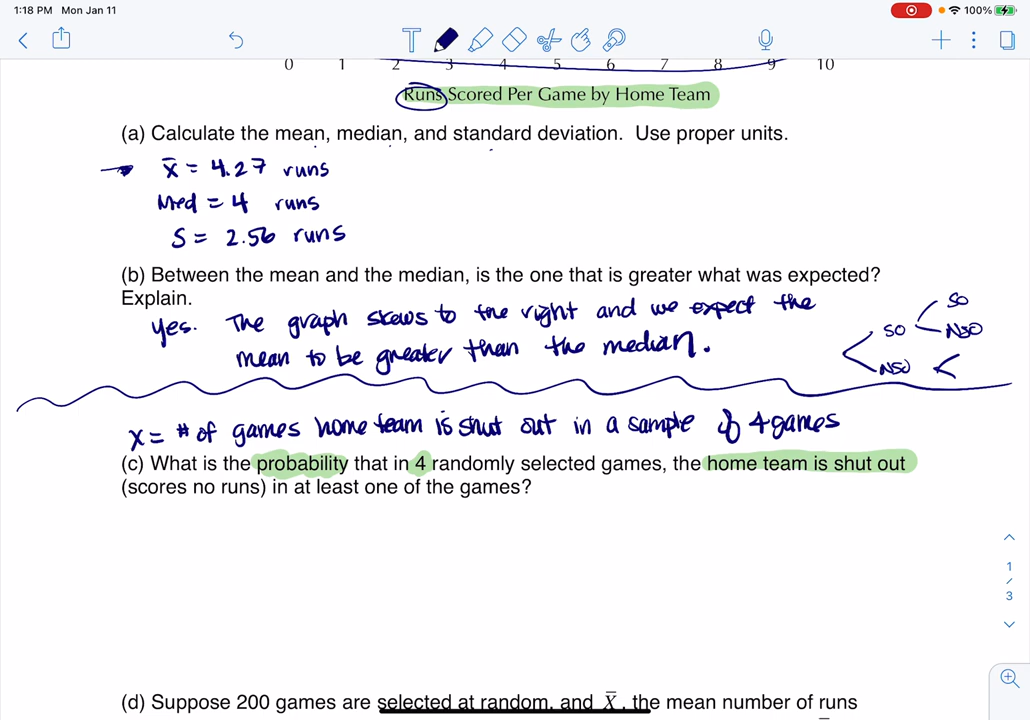 1:18 PM Mon Jan 11
100%
0 1 2 3 4 5 6 7 8 9 10
Runs Scored Per Game by Home Team
(a) Calculate the mean, median, and standard deviation. Use proper units.
x̄ = 4.27 runs
Med = 4 runs
S = 2.56 runs
(b) Between the mean and the median, is the one that is greater what was expected?
Explain.
Yes. The graph skews to the right and we expect the
mean to be greater than the median.
SO
SO
NSO
NSO
x = # of games home team is shut out in a sample of 4 games
(c) What is the probability that in 4 randomly selected games, the home team is shut out
(scores no runs) in at least one of the games?
1
/
3
(d) Suppose 200 games are selected at random, and X̄, the mean number of runs